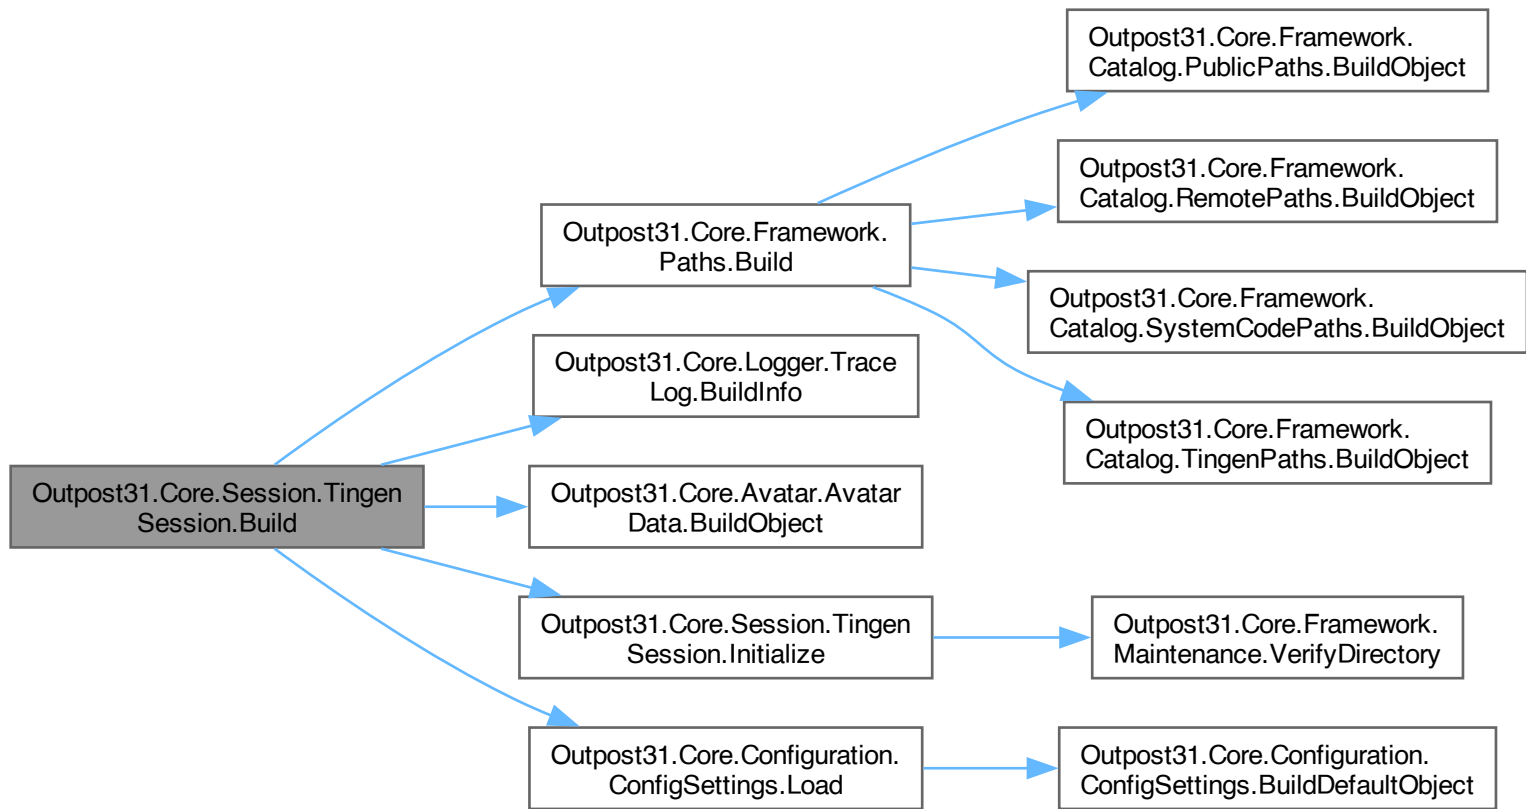 Outpost31.Core.Session.Tingen
Session.Build
Outpost31.Core.Framework.
Paths.Build
Outpost31.Core.Framework.
Catalog.PublicPaths.BuildObject
Outpost31.Core.Framework.
Catalog.RemotePaths.BuildObject
Outpost31.Core.Framework.
Catalog.SystemCodePaths.BuildObject
Outpost31.Core.Framework.
Catalog.TingenPaths.BuildObject
Outpost31.Core.Logger.Trace
Log.BuildInfo
Outpost31.Core.Avatar.Avatar
Data.BuildObject
Outpost31.Core.Session.Tingen
Session.Initialize
Outpost31.Core.Framework.
Maintenance.VerifyDirectory
Outpost31.Core.Configuration.
ConfigSettings.Load
Outpost31.Core.Configuration.
ConfigSettings.BuildDefaultObject